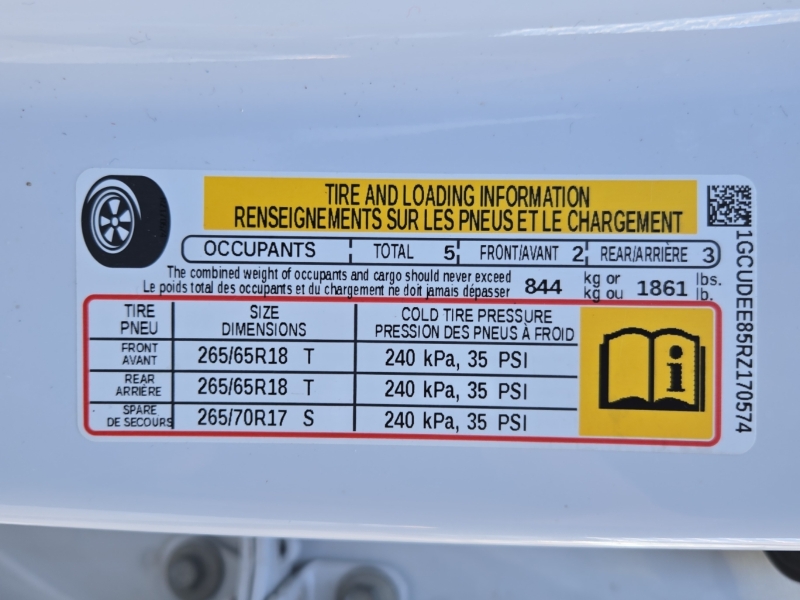 TIRE AND LOADING INFORMATION
RENSEIGNEMENTS SUR LES PNEUS ET LE CHARGEMENT
OCCUPANTS TOTAL 5 FRONT/AVANT 2 REAR/ARRIÈRE 3
The combined weight of occupants and cargo should never exceed 844 kg or 1861 lbs.
Le poids total des occupants et du chargement ne doit jamais dépasser kg ou lb.
TIRE SIZE COLD TIRE PRESSURE
PNEU DIMENSIONS PRESSION DES PNEUS À FROID
FRONT
AVANT 265/65R18 T 240 kPa, 35 PSI
REAR
ARRIÈRE 265/65R18 T 240 kPa, 35 PSI
SPARE
DE SECOURS 265/70R17 S 240 kPa, 35 PSI
i
1GCUDEE85RZ170574